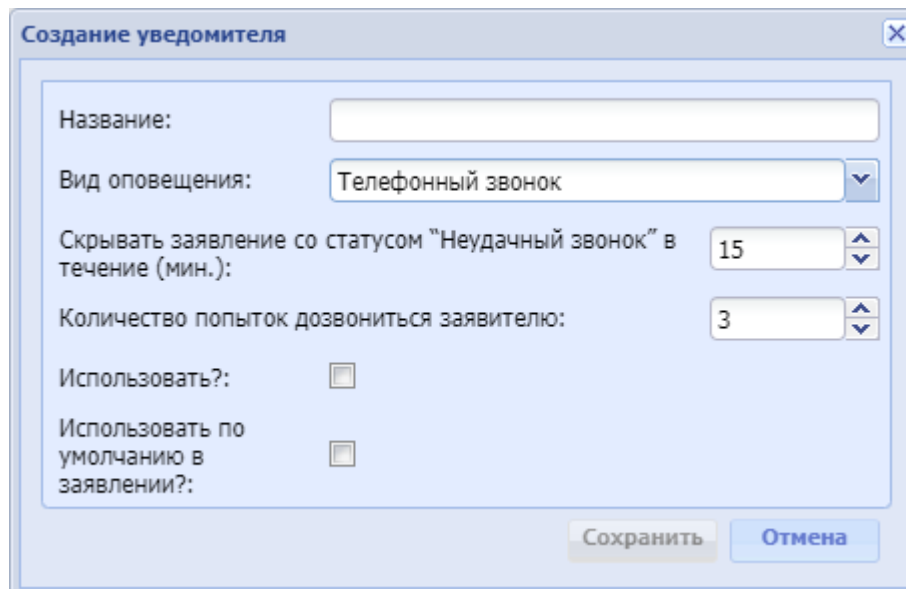 Создание уведомителя
Название:
Вид оповещения: Телефонный звонок
Скрывать заявление со статусом “Неудачный звонок” в
течение (мин.): 15
Количество попыток дозвониться заявителю: 3
Использовать?:
Использовать по
умолчанию в
заявлении?:
Сохранить Отмена